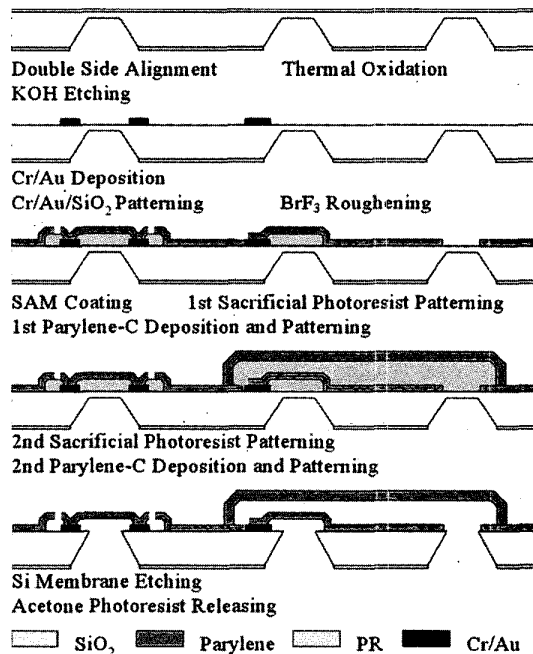 Double Side Alignment Thermal Oxidation
KOH Etching
Cr/Au Deposition
Cr/Au/SiO₂ Patterning BrF₃ Roughening
SAM Coating 1st Sacrificial Photoresist Patterning
1st Parylene-C Deposition and Patterning
2nd Sacrificial Photoresist Patterning
2nd Parylene-C Deposition and Patterning
Si Membrane Etching
Acetone Photoresist Releasing
SiO₂ Parylene PR Cr/Au